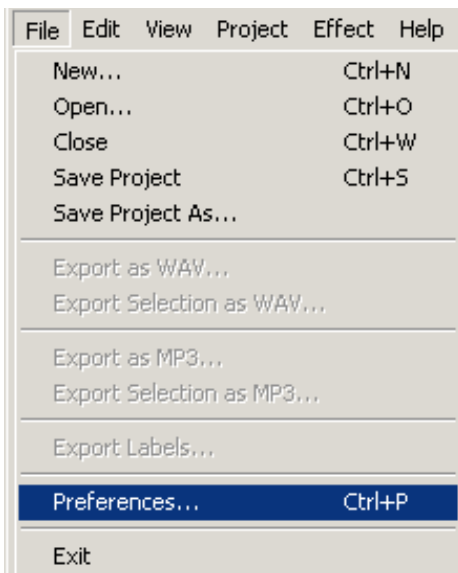 File Edit View Project Effect Help
New... Ctrl+N
Open... Ctrl+O
Close Ctrl+W
Save Project Ctrl+S
Save Project As...
Export as WAV...
Export Selection as WAV...
Export as MP3...
Export Selection as MP3...
Export Labels...
Preferences... Ctrl+P
Exit